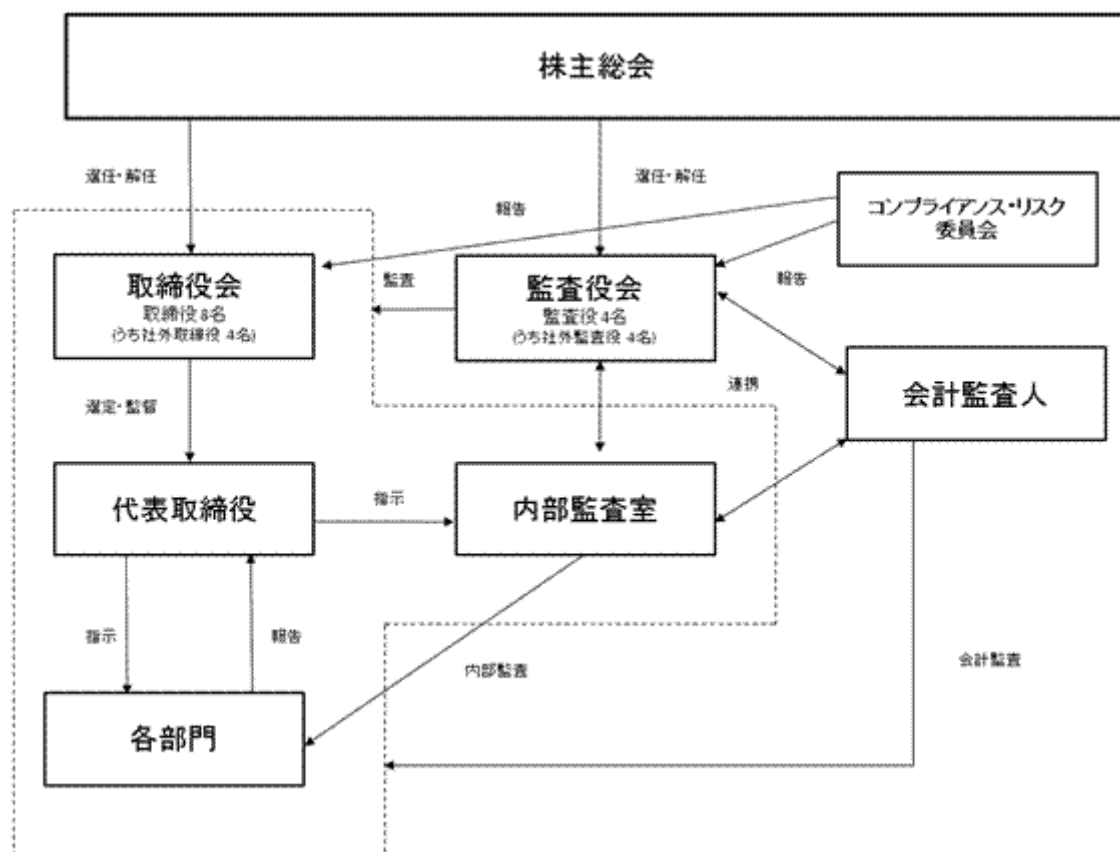 株主総会
選任・解任
選任・解任
報告
コンプライアンス・リスク
委員会
取締役会
取締役8名
(うち社外取締役 4名)
監査
監査役会
監査役4名
(うち社外監査役 4名)
報告
連携
会計監査人
選定・監督
代表取締役
指示
内部監査室
指示
報告
内部監査
会計監査
各部門